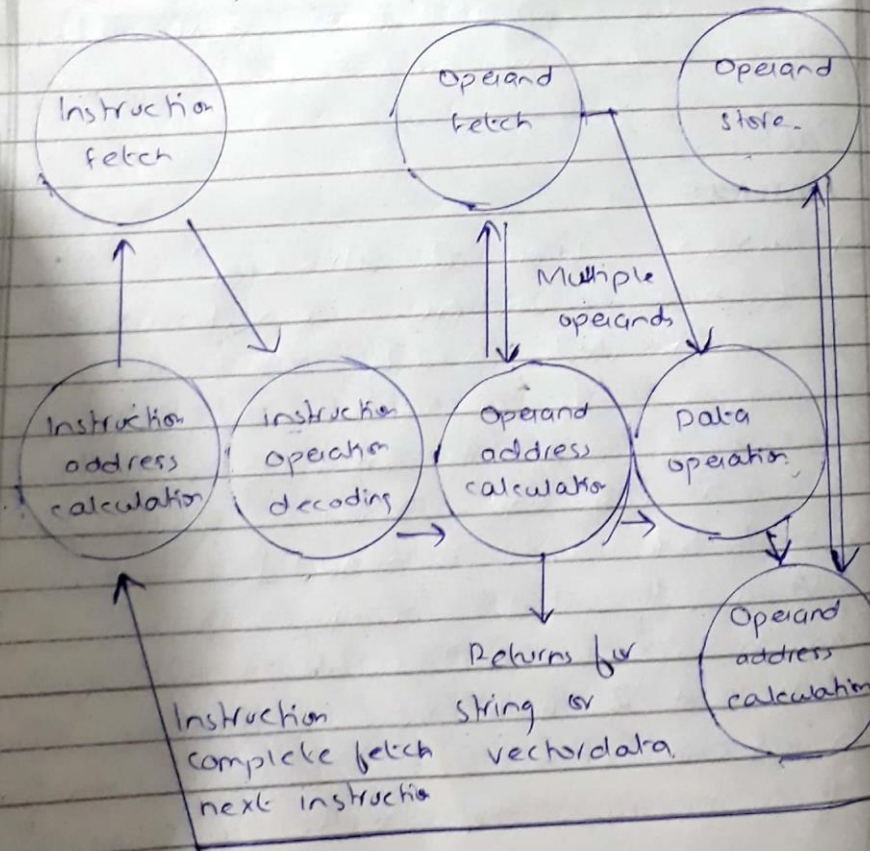 Instruction
fetch
Operand
fetch
Operand
store.
Multiple
operands
Instruction
address
calculation
instruction
operation
decoding
Operand
address
calculation
Data
operation
Operand
address
calculation
Returns for
string or
vector/data
Instruction
complete fetch
next instructio